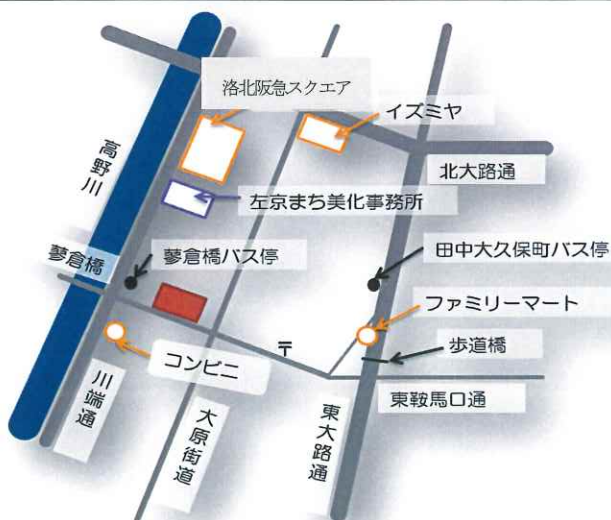 洛北阪急スクエア
イズミヤ
高野川
北大路通
左京まち美化事務所
蓼倉橋
蓼倉橋バス停
田中大久保町バス停
ファミリーマート
〒
歩道橋
コンビニ
川端通
大原街道
東大路通
東鞍馬口通